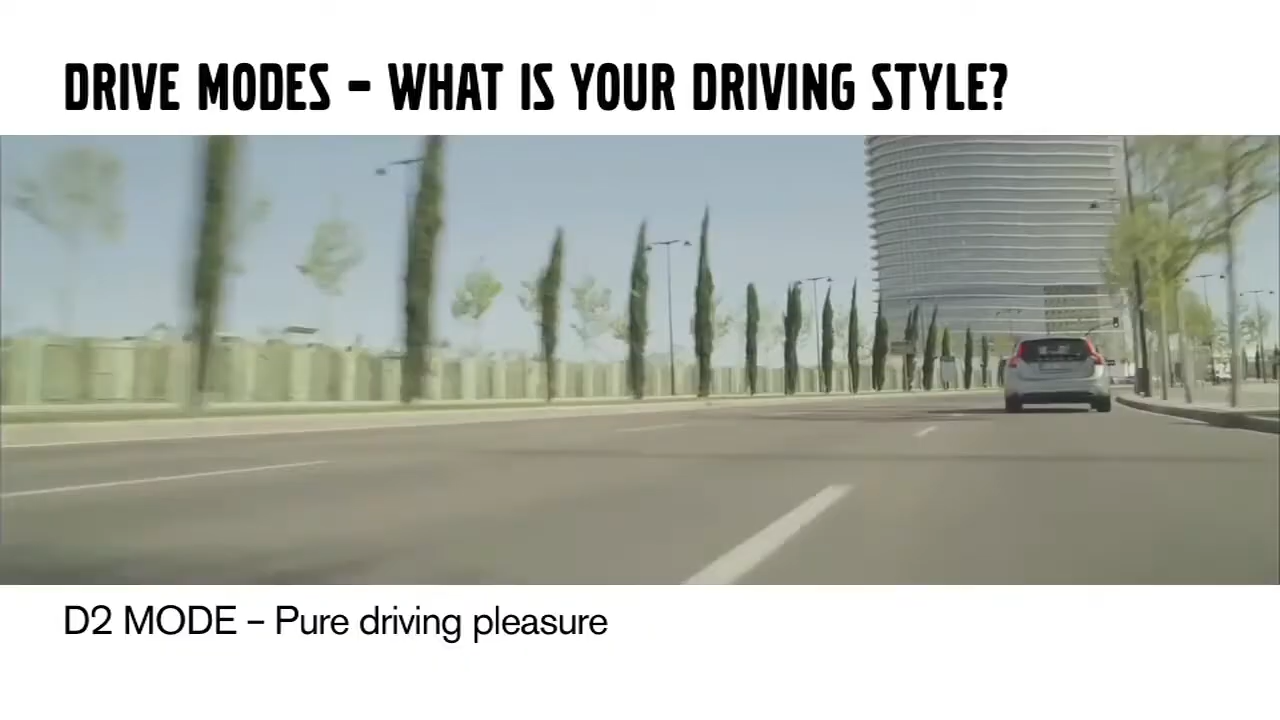 DRIVE MODES – WHAT IS YOUR DRIVING STYLE?
D2 MODE – Pure driving pleasure